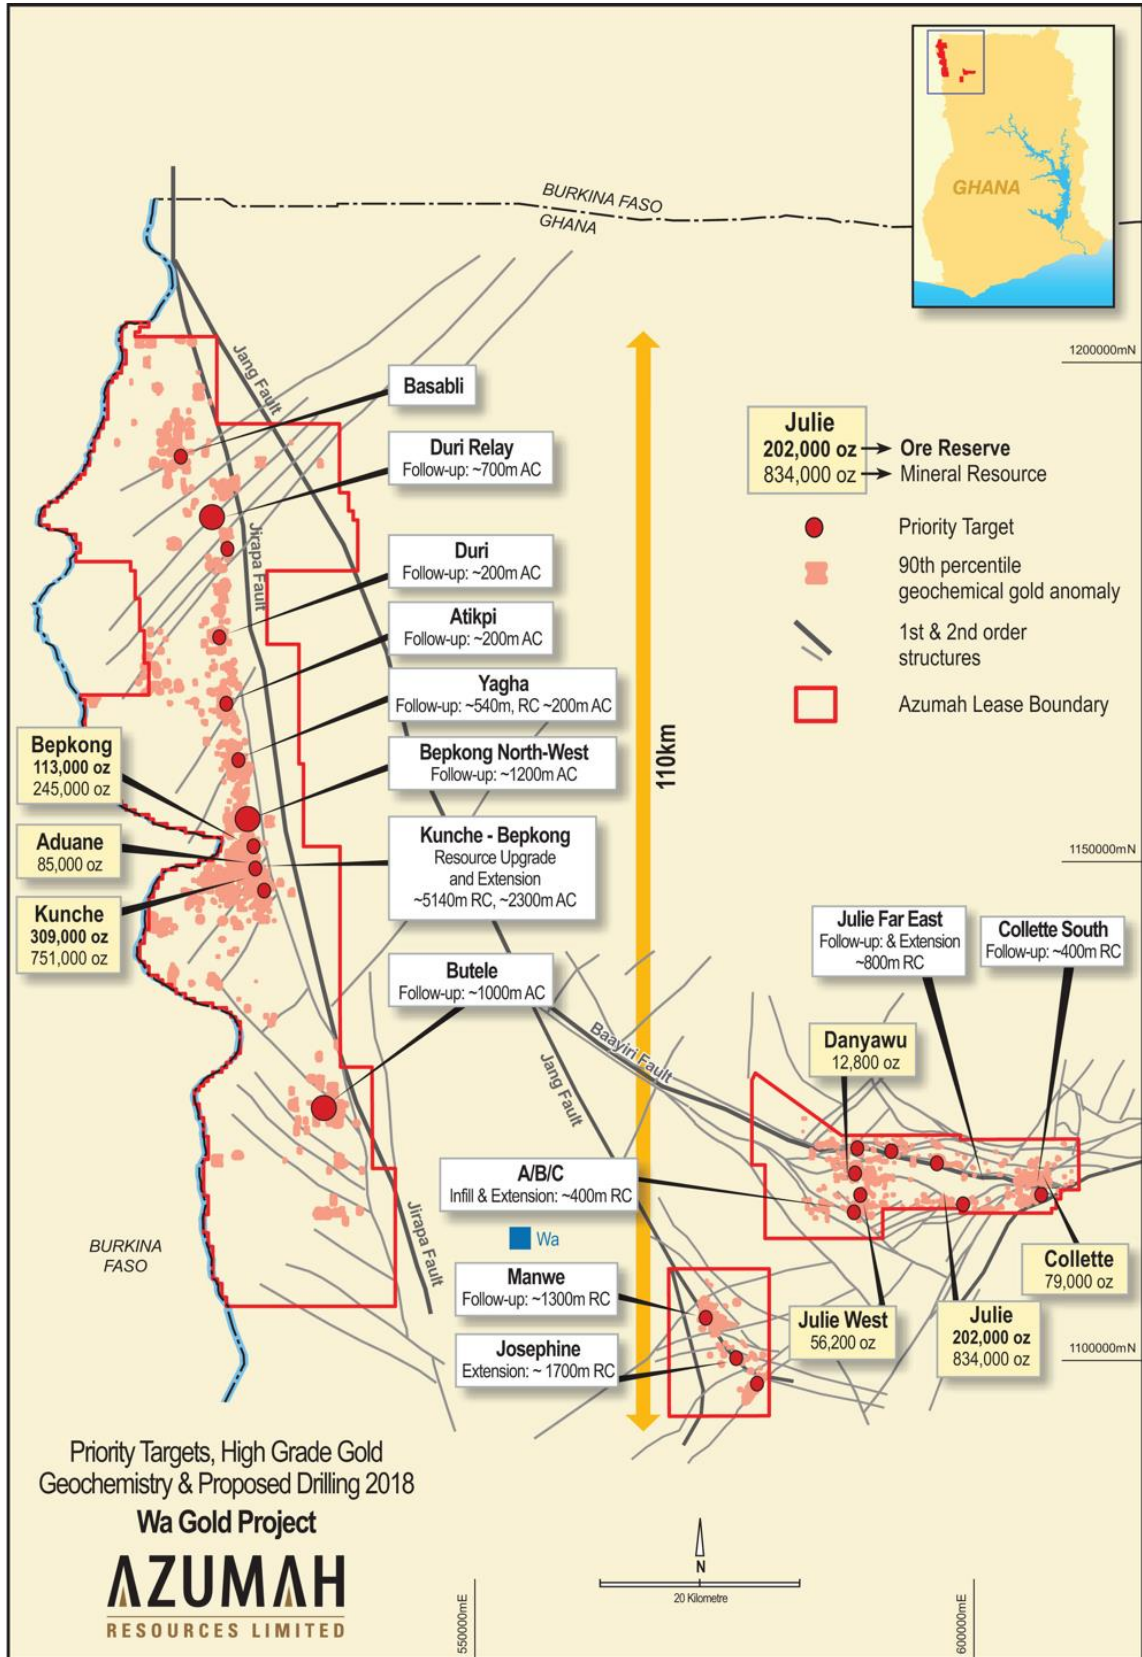 BURKINA FASO
GHANA
GHANA
1200000mN
Jang Fault
Basabli
Duri Relay
Follow-up: ~700m AC
Jirapa Fault
Duri
Follow-up: ~200m AC
Atikpi
Follow-up: ~200m AC
Yagha
Follow-up: ~540m, RC ~200m AC
Bepkong North-West
Follow-up: ~1200m AC
Kunche - Bepkong
Resource Upgrade
and Extension
~5140m RC, ~2300m AC
Butele
Follow-up: ~1000m AC
Bepkong
113,000 oz
245,000 oz
Aduane
85,000 oz
Kunche
309,000 oz
751,000 oz
110km
Julie
202,000 oz
834,000 oz
Ore Reserve
Mineral Resource
Priority Target
90th percentile
geochemical gold anomaly
1st & 2nd order
structures
Azumah Lease Boundary
1150000mN
Julie Far East
Follow-up: & Extension
~800m RC
Collette South
Follow-up: ~400m RC
Baayiri Fault
Danyawu
12,800 oz
Jang Fault
A/B/C
Infill & Extension: ~400m RC
Wa
Jirapa Fault
BURKINA
FASO
Manwe
Follow-up: ~1300m RC
Josephine
Extension: ~ 1700m RC
Julie West
56,200 oz
Julie
202,000 oz
834,000 oz
Collette
79,000 oz
1100000mN
Priority Targets, High Grade Gold
Geochemistry & Proposed Drilling 2018
Wa Gold Project
AZUMAH
RESOURCES LIMITED
N
20 Kilometre
550000mE
600000mE